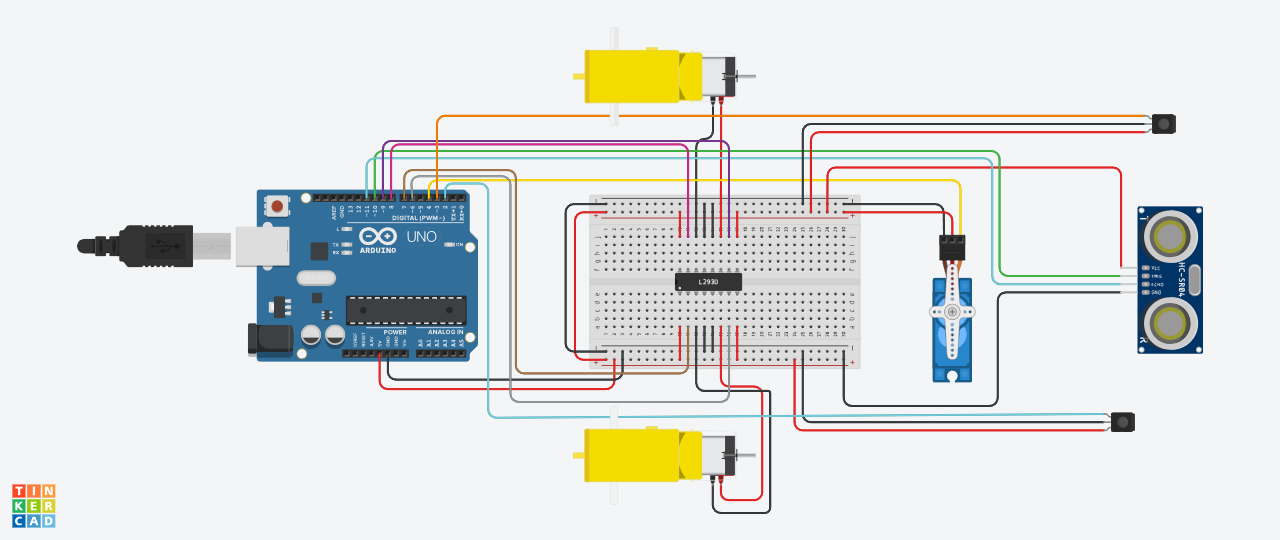 AREF
GND
13
12
~11
~10
~9
8
7
~6
~5
4
~3
2
TX→1
RX←0
DIGITAL (PWM~)
L
TX
RX
ARDUINO
UNO
ON
POWER
ANALOG IN
IOREF
RESET
3.3V
5V
GND
GND
Vin
A0
A1
A2
A3
A4
A5
L293D
HC-SR04
VCC
TRIG
ECHO
GND
T
R
TIN
KER
CAD